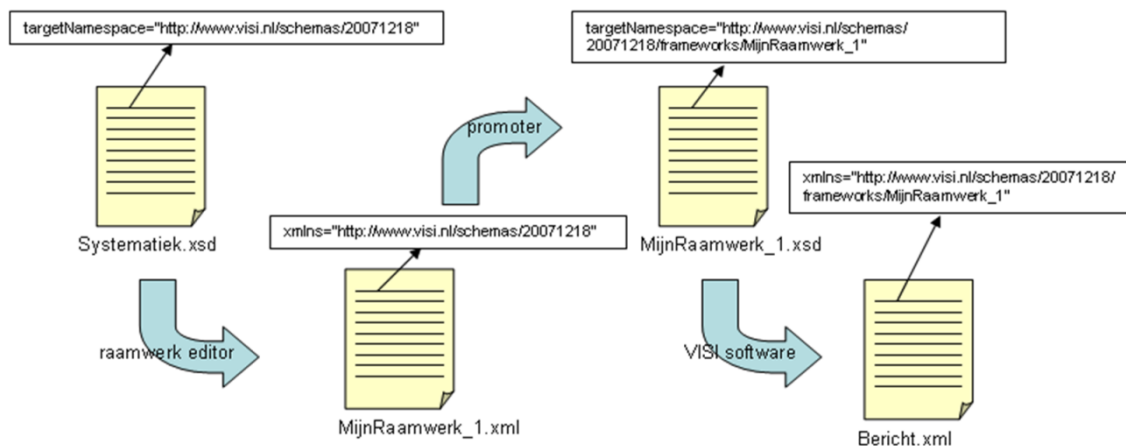 targetNamespace="http://www.visi.nl/schemas/20071218"
Systematiek.xsd
raamwerk editor
xmlns="http://www.visi.nl/schemas/20071218"
MijnRaamwerk_1.xml
promoter
targetNamespace="http://www.visi.nl/schemas/
20071218/frameworks/MijnRaamwerk_1"
MijnRaamwerk_1.xsd
VISI software
xmlns="http://www.visi.nl/schemas/20071218/
frameworks/MijnRaamwerk_1"
Bericht.xml